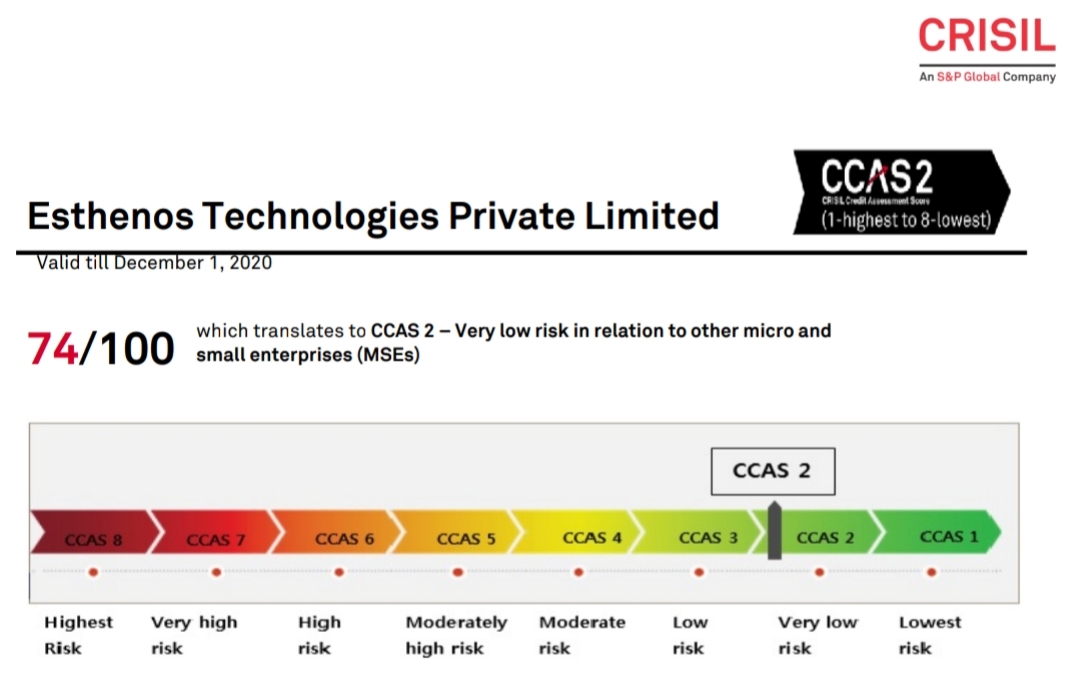 CRISIL
An S&P Global Company
CCAS2
CRISIL Credit Assessment Score
(1-highest to 8-lowest)
Esthenos Technologies Private Limited
Valid till December 1, 2020
74/100
which translates to CCAS 2 – Very low risk in relation to other micro and
small enterprises (MSEs)
CCAS 2
CCAS 8 CCAS 7 CCAS 6 CCAS 5 CCAS 4 CCAS 3 CCAS 2 CCAS 1
Highest Very high High Moderately Moderate Low Very low Lowest
Risk risk risk high risk risk risk risk risk